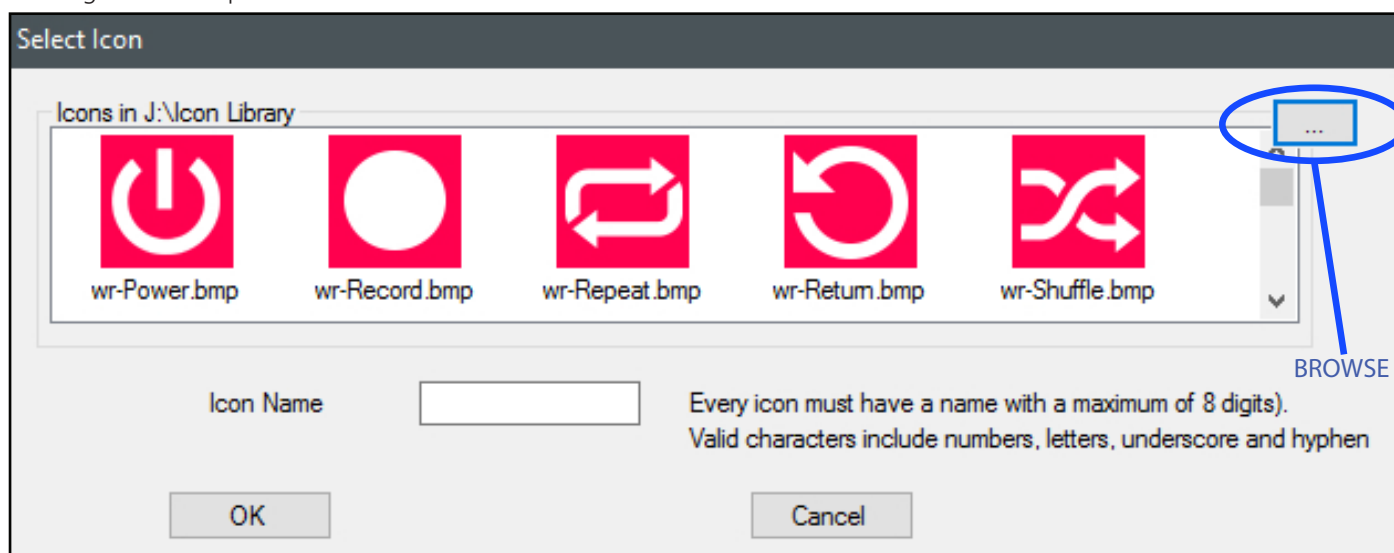 Select Icon
Icons in J:\Icon Library
...
wr-Power.bmp wr-Record.bmp wr-Repeat.bmp wr-Return.bmp wr-Shuffle.bmp
BROWSE
Icon Name
Every icon must have a name with a maximum of 8 digits).
Valid characters include numbers, letters, underscore and hyphen
OK Cancel